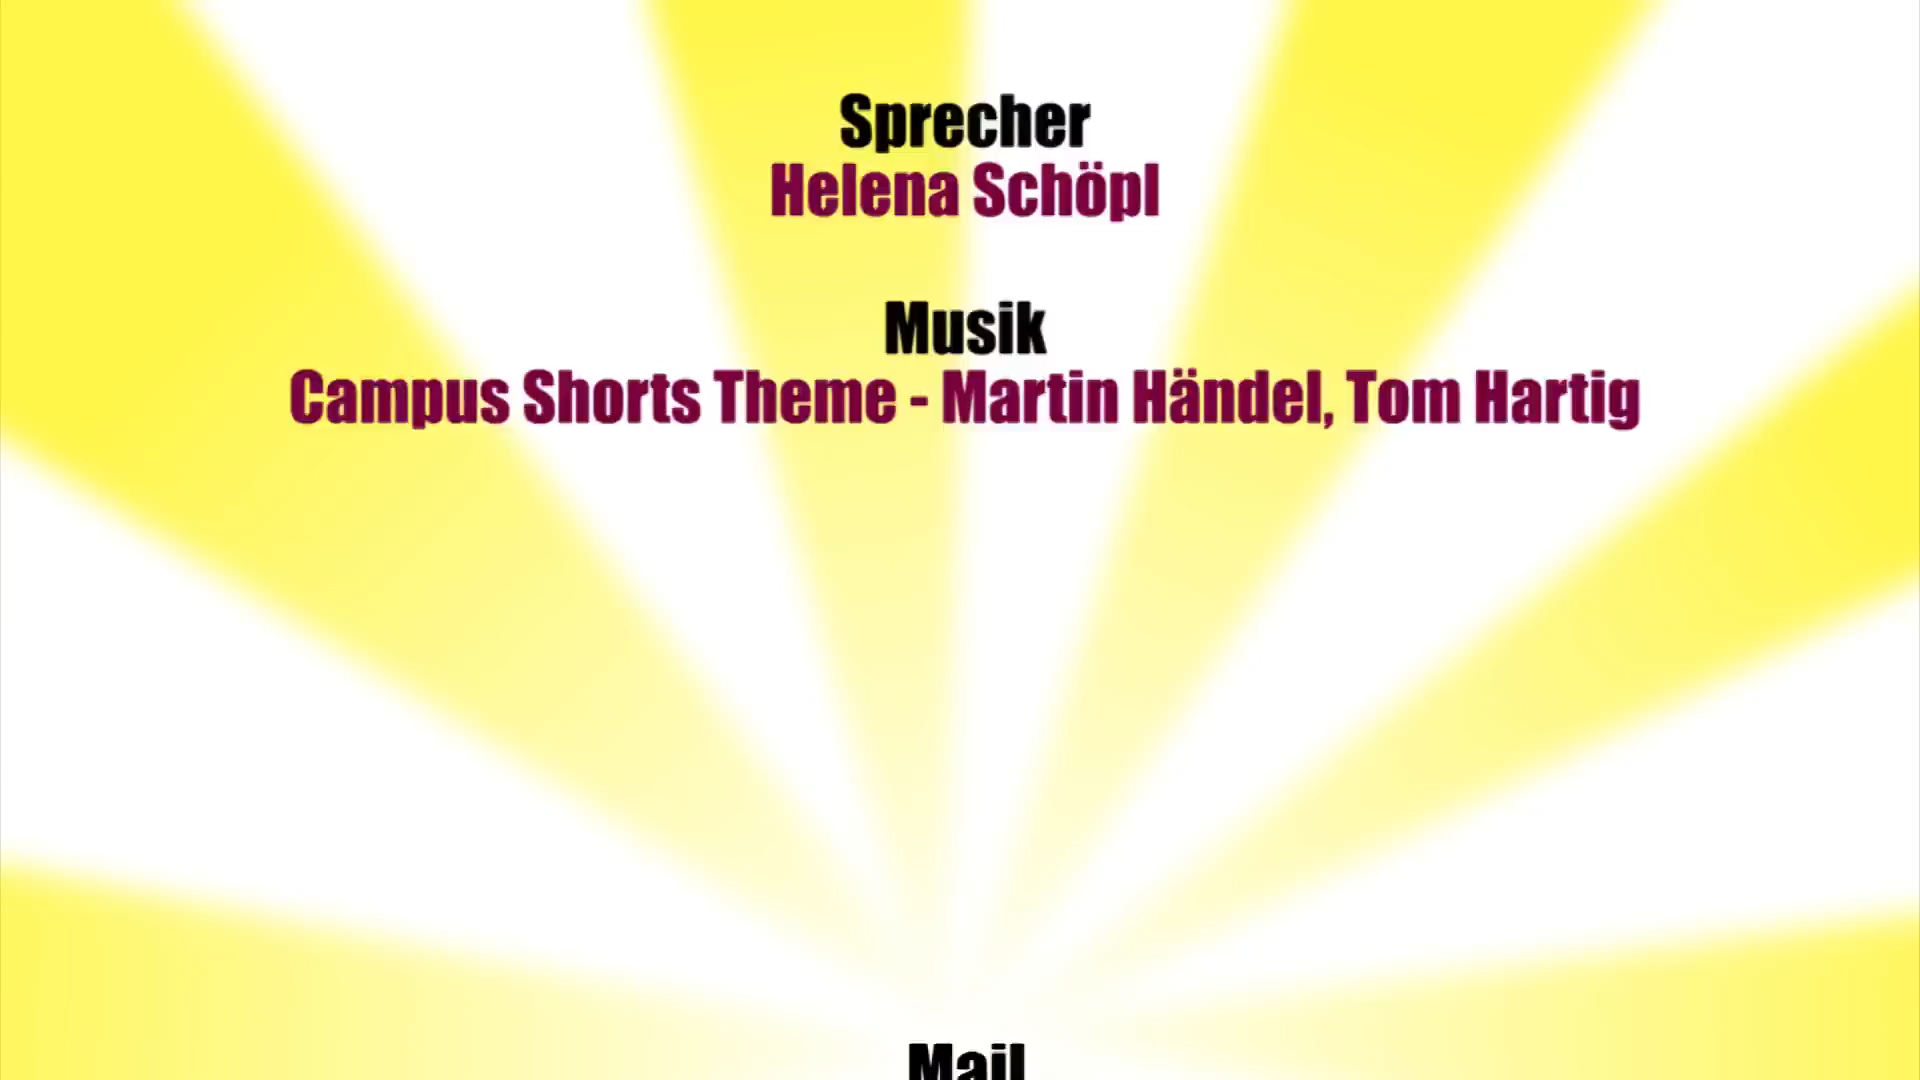 Sprecher
Helena Schöpl
Musik
Campus Shorts Theme - Martin Händel, Tom Hartig
Mail